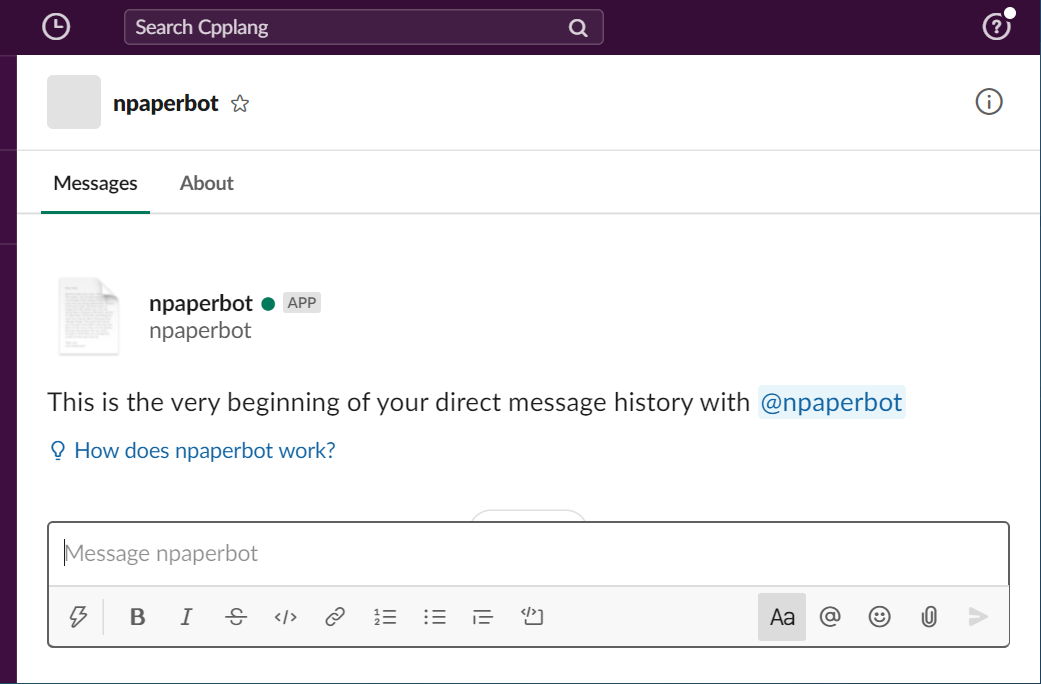 Search Cpplang
npaperbot
Messages
About
npaperbot APP
npaperbot
This is the very beginning of your direct message history with @npaperbot
How does npaperbot work?
Message npaperbot
B I S </>
Aa @